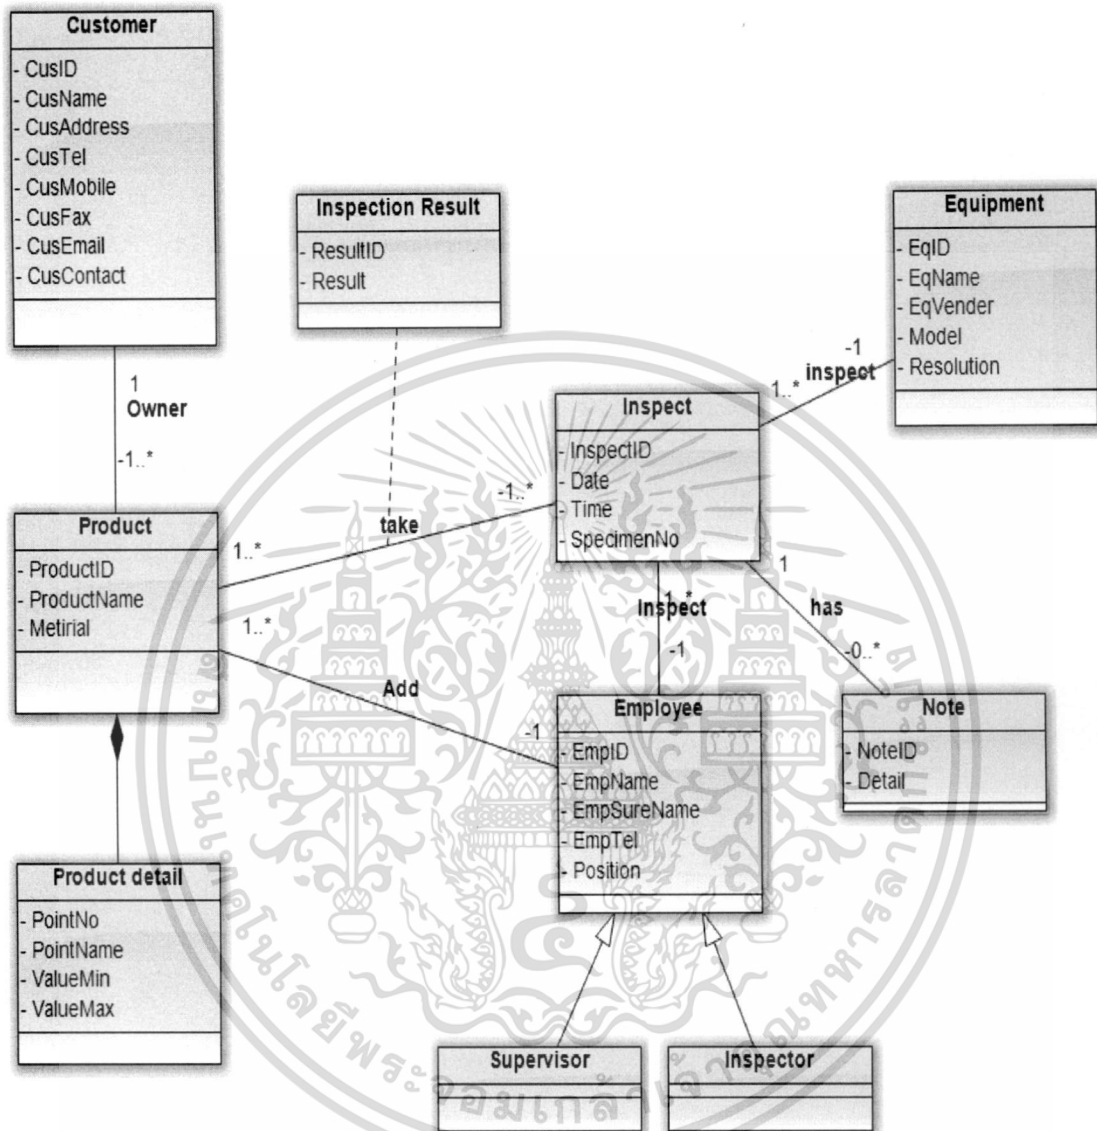 Customer
- CusID
- CusName
- CusAddress
- CusTel
- CusMobile
- CusFax
- CusEmail
- CusContact
1
Owner
-1..*
Inspection Result
- ResultID
- Result
Equipment
- EqID
- EqName
- EqVender
- Model
- Resolution
-1
inspect
1..*
Inspect
- InspectID
- Date
- Time
- SpecimenNo
-1..*
take
1..*
Product
- ProductID
- ProductName
- Metirial
1..*
Add
-1
1..*
Inspect
-1
1
has
-0..*
Employee
- EmpID
- EmpName
- EmpSureName
- EmpTel
- Position
Note
- NoteID
- Detail
Product detail
- PointNo
- PointName
- ValueMin
- ValueMax
Supervisor
Inspector